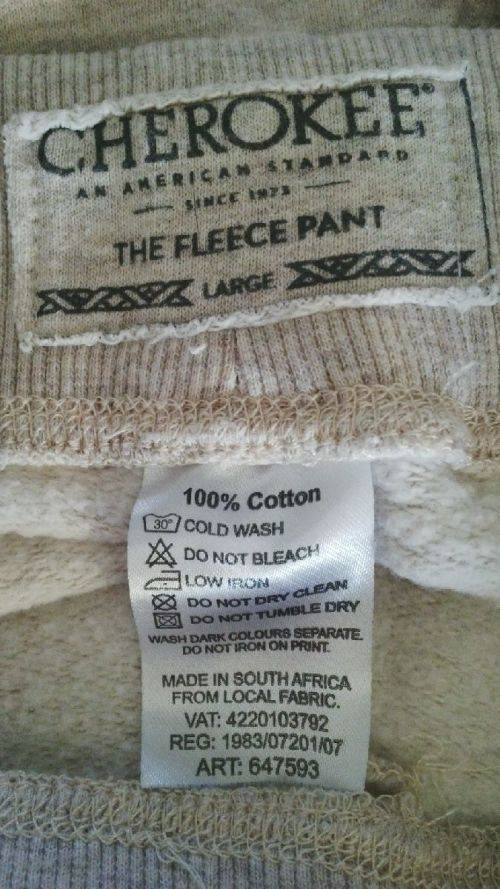 CHEROKEE®
AN AMERICAN STANDARD
SINCE 1973
THE FLEECE PANT
LARGE
100% Cotton
30° COLD WASH
DO NOT BLEACH
LOW IRON
DO NOT DRY CLEAN
DO NOT TUMBLE DRY
WASH DARK COLOURS SEPARATE.
DO NOT IRON ON PRINT.
MADE IN SOUTH AFRICA
FROM LOCAL FABRIC.
VAT: 4220103792
REG: 1983/07201/07
ART: 647593